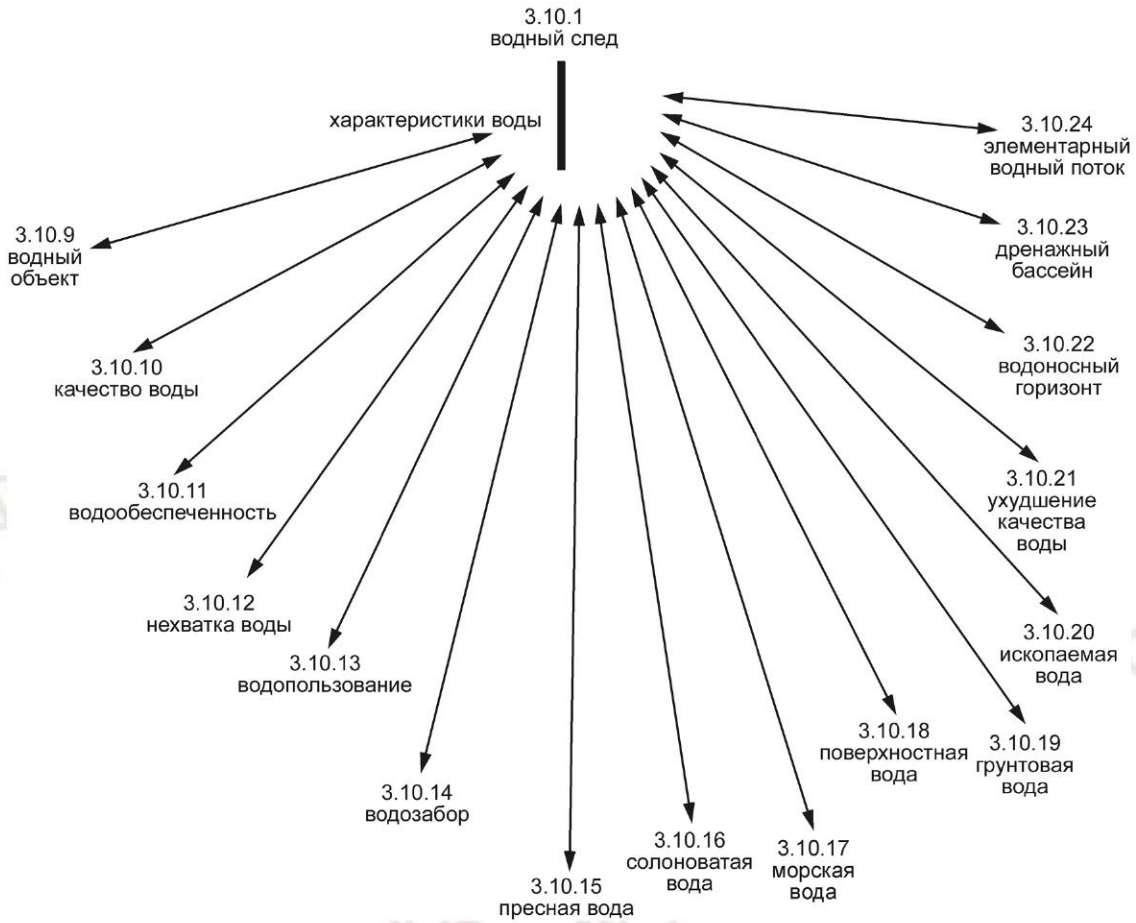 3.10.1
водный след
характеристики воды
3.10.24
элементарный
водный поток
3.10.9
водный
объект
3.10.23
дренажный
бассейн
3.10.10
качество воды
3.10.22
водоносный
горизонт
3.10.11
водообеспеченность
3.10.21
ухудшение
качества
воды
3.10.12
нехватка воды
3.10.20
ископаемая
вода
3.10.13
водопользование
3.10.18
поверхностная
вода
3.10.19
грунтовая
вода
3.10.14
водозабор
3.10.16
солоноватая
вода
3.10.17
морская
вода
3.10.15
пресная вода